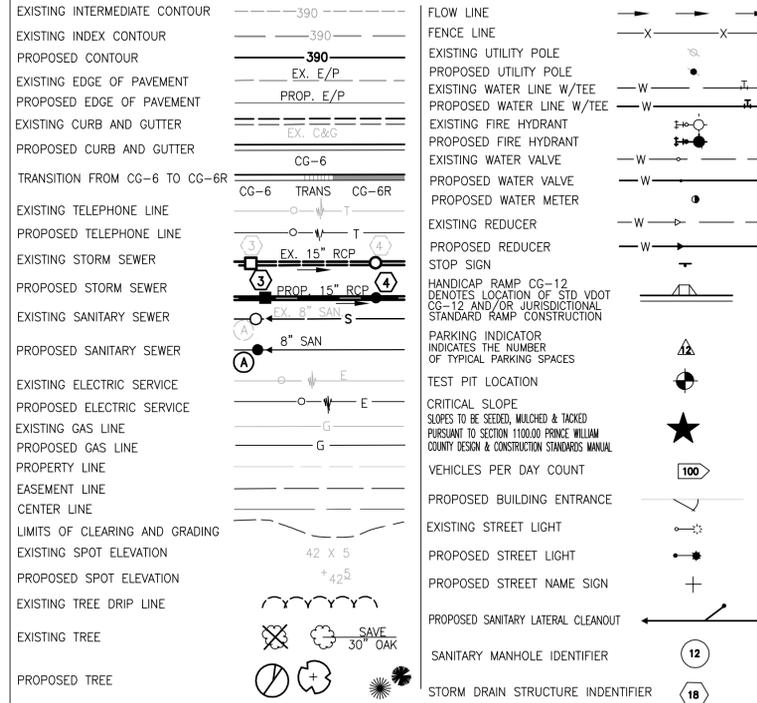 EXISTING INTERMEDIATE CONTOUR 390
EXISTING INDEX CONTOUR 390
PROPOSED CONTOUR 390
EXISTING EDGE OF PAVEMENT EX. E/P
PROPOSED EDGE OF PAVEMENT PROP. E/P
EXISTING CURB AND GUTTER EX. C&G
PROPOSED CURB AND GUTTER CG-6
TRANSITION FROM CG-6 TO CG-6R
CG-6 TRANS CG-6R
EXISTING TELEPHONE LINE T
PROPOSED TELEPHONE LINE T
EXISTING STORM SEWER 3 EX. 15" RCP 4
PROPOSED STORM SEWER 3 PROP. 15" RCP 4
EXISTING SANITARY SEWER EX. 8" SAN S
A
PROPOSED SANITARY SEWER 8" SAN
A
EXISTING ELECTRIC SERVICE E
PROPOSED ELECTRIC SERVICE E
EXISTING GAS LINE G
PROPOSED GAS LINE G
PROPERTY LINE
EASEMENT LINE
CENTER LINE
LIMITS OF CLEARING AND GRADING
EXISTING SPOT ELEVATION 42 X 5
PROPOSED SPOT ELEVATION +425
EXISTING TREE DRIP LINE
EXISTING TREE SAVE
30" OAK
PROPOSED TREE
FLOW LINE
FENCE LINE X X
EXISTING UTILITY POLE
PROPOSED UTILITY POLE
EXISTING WATER LINE W/TEE W
PROPOSED WATER LINE W/TEE W
EXISTING FIRE HYDRANT
PROPOSED FIRE HYDRANT
EXISTING WATER VALVE W
PROPOSED WATER VALVE W
PROPOSED WATER METER
EXISTING REDUCER W
PROPOSED REDUCER W
STOP SIGN
HANDICAP RAMP CG-12
DENOTES LOCATION OF STD VDOT
CG-12 AND/OR JURISDICTIONAL
STANDARD RAMP CONSTRUCTION
PARKING INDICATOR
INDICATES THE NUMBER
OF TYPICAL PARKING SPACES
12
TEST PIT LOCATION
CRITICAL SLOPE
SLOPES TO BE SEEDED, MULCHED & TACKED
PURSUANT TO SECTION 1100.00 PRINCE WILLIAM
COUNTY DESIGN & CONSTRUCTION STANDARDS MANUAL
VEHICLES PER DAY COUNT 100
PROPOSED BUILDING ENTRANCE
EXISTING STREET LIGHT
PROPOSED STREET LIGHT
PROPOSED STREET NAME SIGN
PROPOSED SANITARY LATERAL CLEANOUT
SANITARY MANHOLE IDENTIFIER 12
STORM DRAIN STRUCTURE INDENTIFIER 18